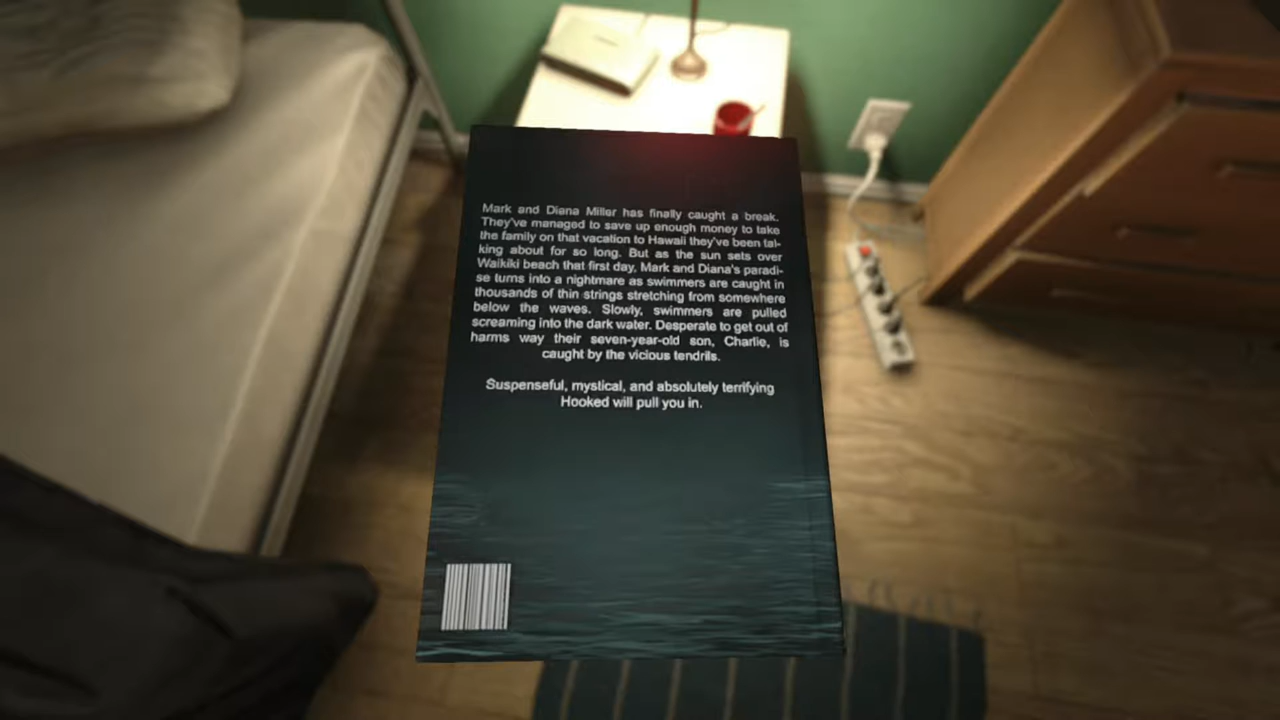 Mark and Diana Miller has finally caught a break.
They've managed to save up enough money to take
the family on that vacation to Hawaii they've been tal-
king about for so long. But as the sun sets over
Waikiki beach that first day, Mark and Diana's paradi-
se turns into a nightmare as swimmers are caught in
thousands of thin strings stretching from somewhere
below the waves. Slowly, swimmers are pulled
screaming into the dark water. Desperate to get out of
harms way their seven-year-old son, Charlie, is
caught by the vicious tendrils.
Suspenseful, mystical, and absolutely terrifying
Hooked will pull you in.